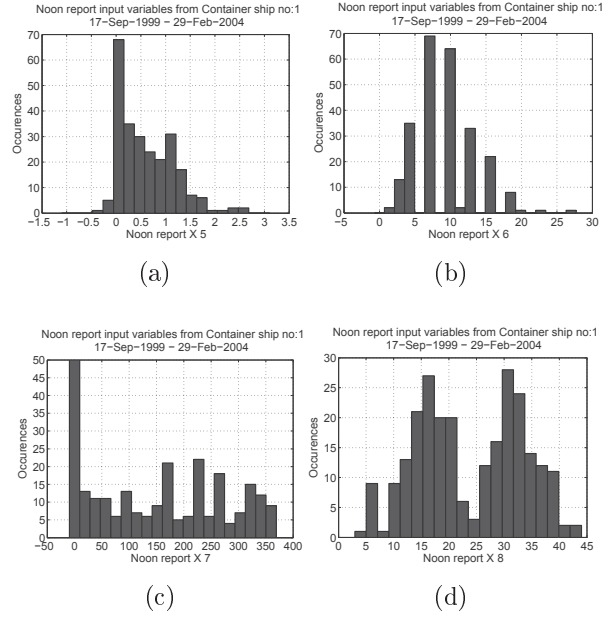 Noon report input variables from Container ship no:1
17−Sep−1999 − 29−Feb−2004
70
60
50
40
30
20
10
0
Occurences
−1.5 −1 −0.5 0 0.5 1 1.5 2 2.5 3 3.5
Noon report X 5
(a)
Noon report input variables from Container ship no:1
17−Sep−1999 − 29−Feb−2004
70
60
50
40
30
20
10
0
Occurences
−5 0 5 10 15 20 25 30
Noon report X 6
(b)
Noon report input variables from Container ship no:1
17−Sep−1999 − 29−Feb−2004
50
45
40
35
30
25
20
15
10
5
0
Occurences
−50 0 50 100 150 200 250 300 350 400
Noon report X 7
(c)
Noon report input variables from Container ship no:1
17−Sep−1999 − 29−Feb−2004
30
25
20
15
10
5
0
Occurences
0 5 10 15 20 25 30 35 40 45
Noon report X 8
(d)